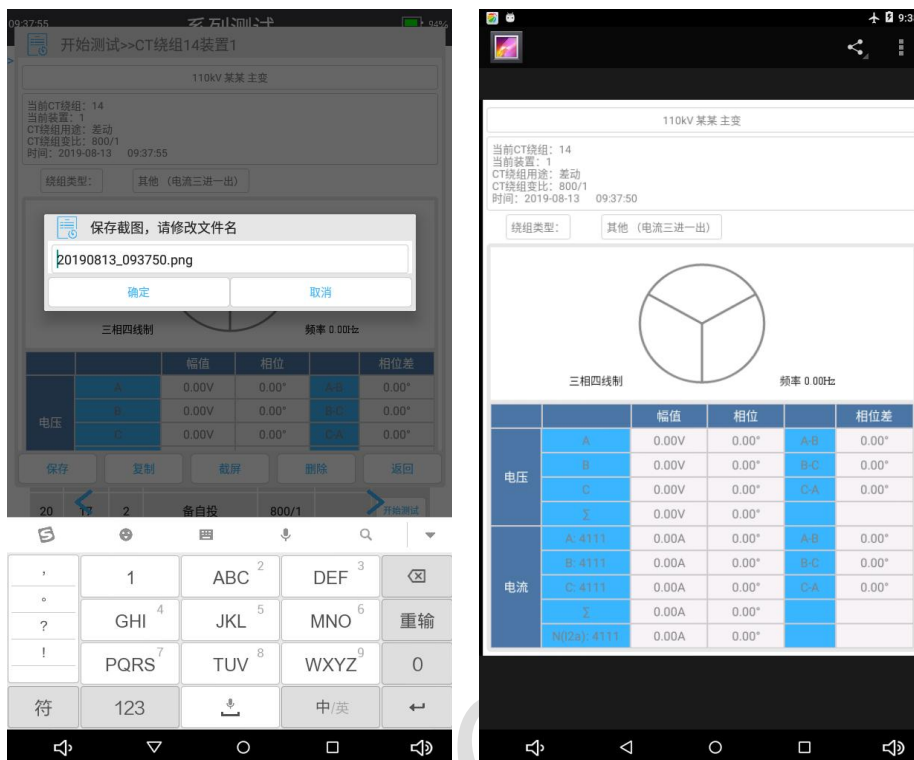 09:37:55
94%
开始测试>>CT绕组14装置1
110kV 某某 主变
当前CT绕组：14
当前装置：1
CT绕组用途：差动
CT绕组变比：800/1
时间：2019-08-13 09:37:55
绕组类型：
其他 （电流三进一出）
保存截图，请修改文件名
20190813_093750.png
确定 取消
三相四线制 频率 0.00Hz
幅值 相位 相位差
电压
A 0.00V 0.00° A-B 0.00°
B 0.00V 0.00° B-C 0.00°
C 0.00V 0.00° C-A 0.00°
保存 复制 截屏 删除 返回
20 17 2 备自投 800/1 开始测试
， 1 ABC 2 DEF 3
。
? GHI 4 JKL 5 MNO 6 重输
! PQRS 7 TUV 8 WXYZ 9 0
符 123 中/英
9:3
110kV 某某 主变
当前CT绕组：14
当前装置：1
CT绕组用途：差动
CT绕组变比：800/1
时间：2019-08-13 09:37:50
绕组类型：
其他 （电流三进一出）
三相四线制 频率 0.00Hz
幅值 相位 相位差
电压
A 0.00V 0.00° A-B 0.00°
B 0.00V 0.00° B-C 0.00°
C 0.00V 0.00° C-A 0.00°
Σ 0.00V 0.00°
电流
A: 4111 0.00A 0.00° A-B 0.00°
B: 4111 0.00A 0.00° B-C 0.00°
C: 4111 0.00A 0.00° C-A 0.00°
Σ 0.00A 0.00°
N(I2a): 4111 0.00A 0.00°